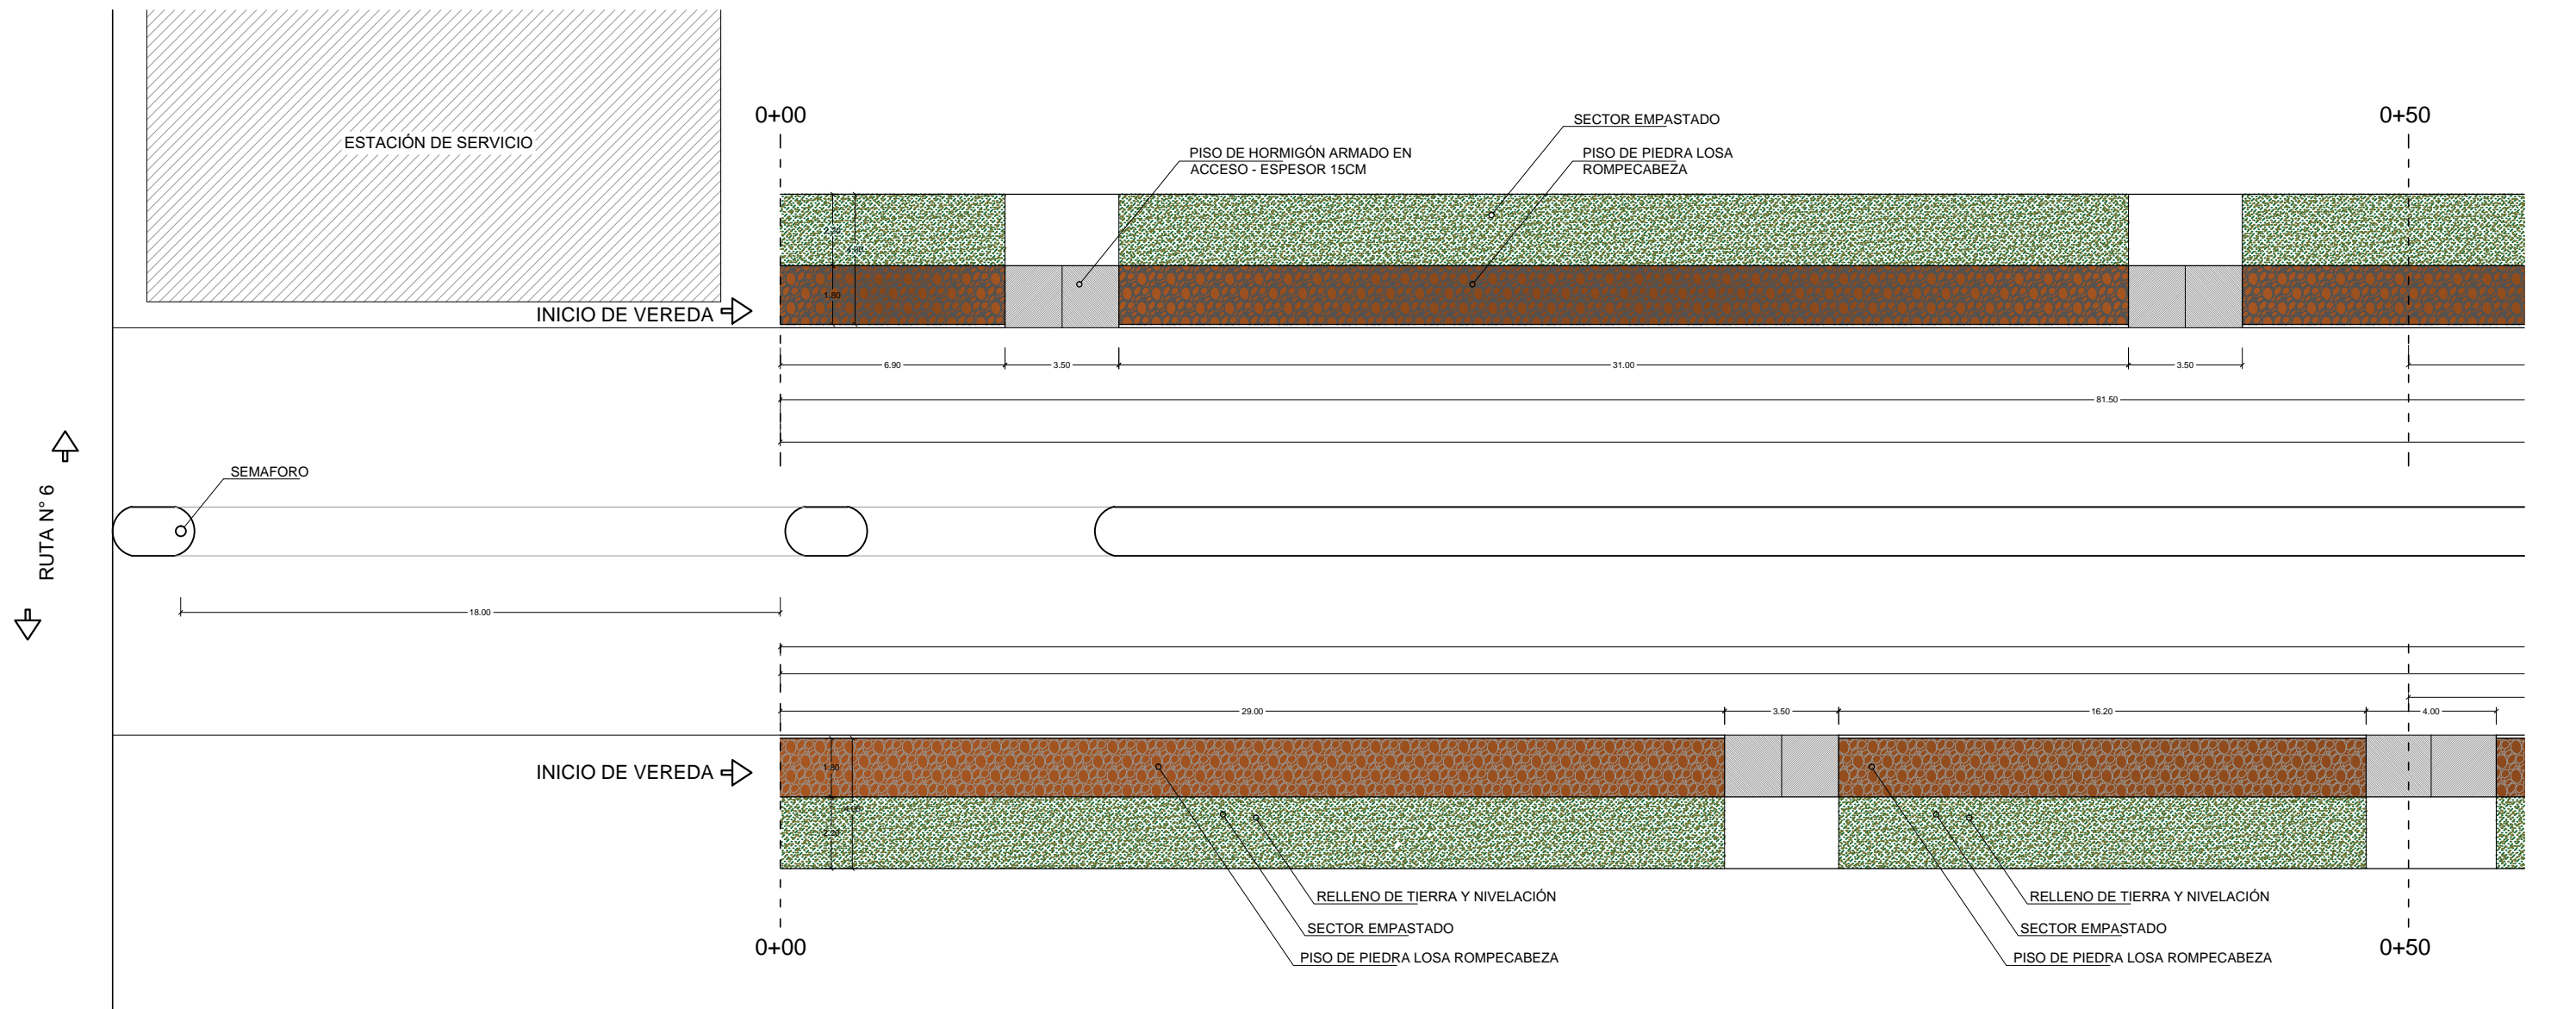 0+00
0+50
SECTOR EMPASTADO
ESTACIÓN DE SERVICIO
PISO DE HORMIGÓN ARMADO EN
ACCESO - ESPESOR 15CM
PISO DE PIEDRA LOSA
ROMPECABEZA
1.80
INICIO DE VEREDA
6.90
3.50
31.00
3.50
81.50
SEMAFORO
RUTA N° 6
18.00
29.00
3.50
16.20
4.00
INICIO DE VEREDA
1.80
RELLENO DE TIERRA Y NIVELACIÓN
SECTOR EMPASTADO
PISO DE PIEDRA LOSA ROMPECABEZA
RELLENO DE TIERRA Y NIVELACIÓN
SECTOR EMPASTADO
PISO DE PIEDRA LOSA ROMPECABEZA
0+00
0+50